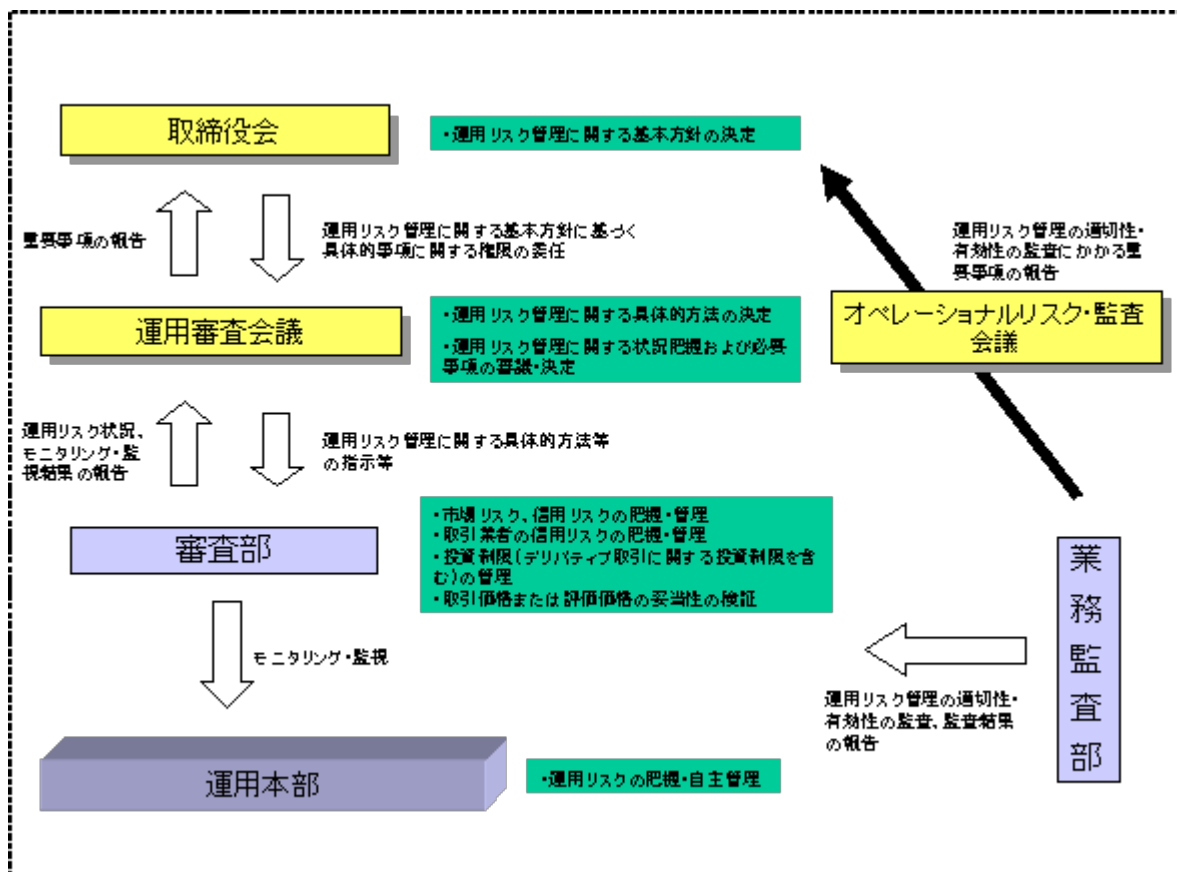 取締役会
・運用リスク管理に関する基本方針の決定
重要事項の報告
運用リスク管理に関する基本方針に基づく
具体的事項に関する権限の委任
運用リスク管理の適切性・
有効性の監査にかかる重
要事項の報告
運用審査会議
・運用リスク管理に関する具体的方法の決定
・運用リスク管理に関する状況把握および必要
事項の審議・決定
オペレーショナルリスク・監査
会議
運用リスク状況、
モニタリング・監
視結果の報告
運用リスク管理に関する具体的方法等
の指示等
審査部
・市場リスク、信用リスクの把握・管理
・取引業者の信用リスクの把握・管理
・投資制限(デリバティブ取引に関する投資制限を含
む)の管理
・取引価格または評価価格の妥当性の検証
業務監査部
モニタリング・監視
運用リスク管理の適切性・
有効性の監査、監査結果
の報告
運用本部
・運用リスクの把握・自主管理